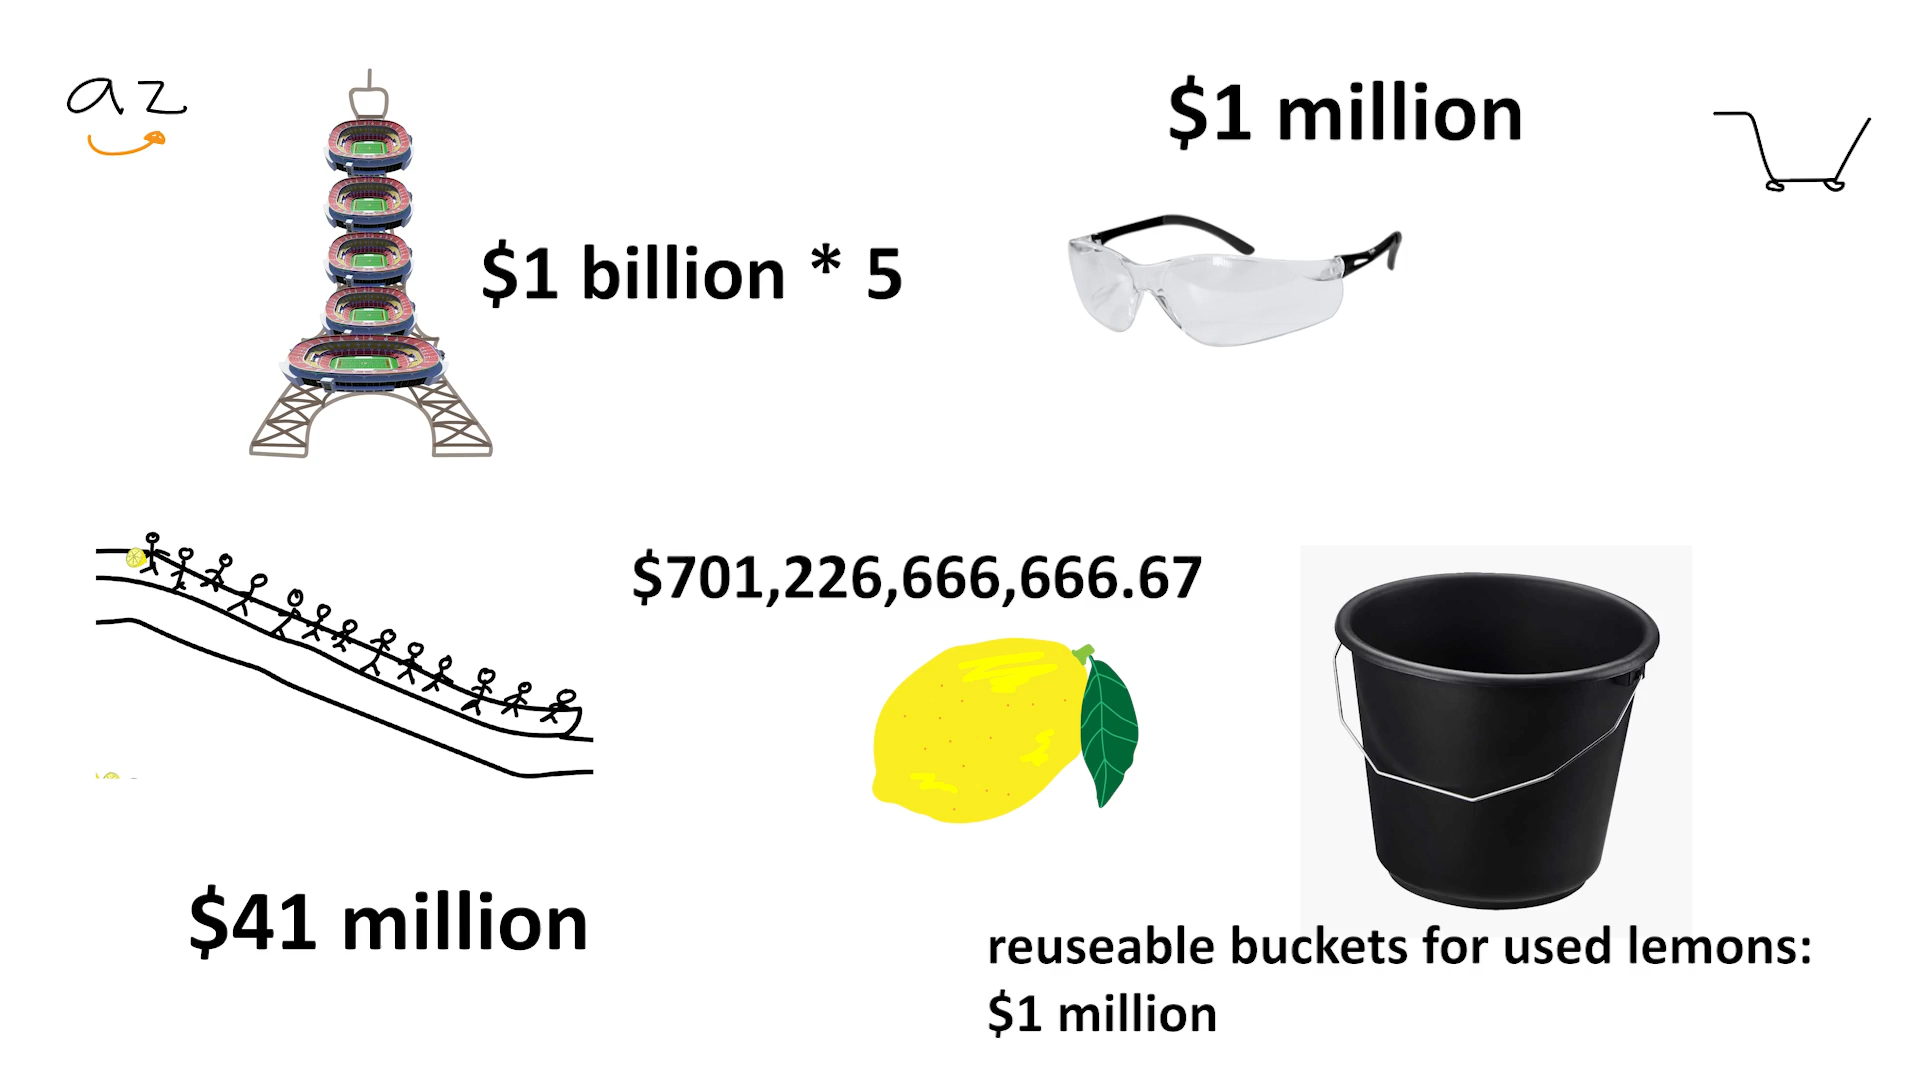 az
$1 million
$1 billion * 5
$701,226,666,666.67
$41 million
reuseable buckets for used lemons:
$1 million